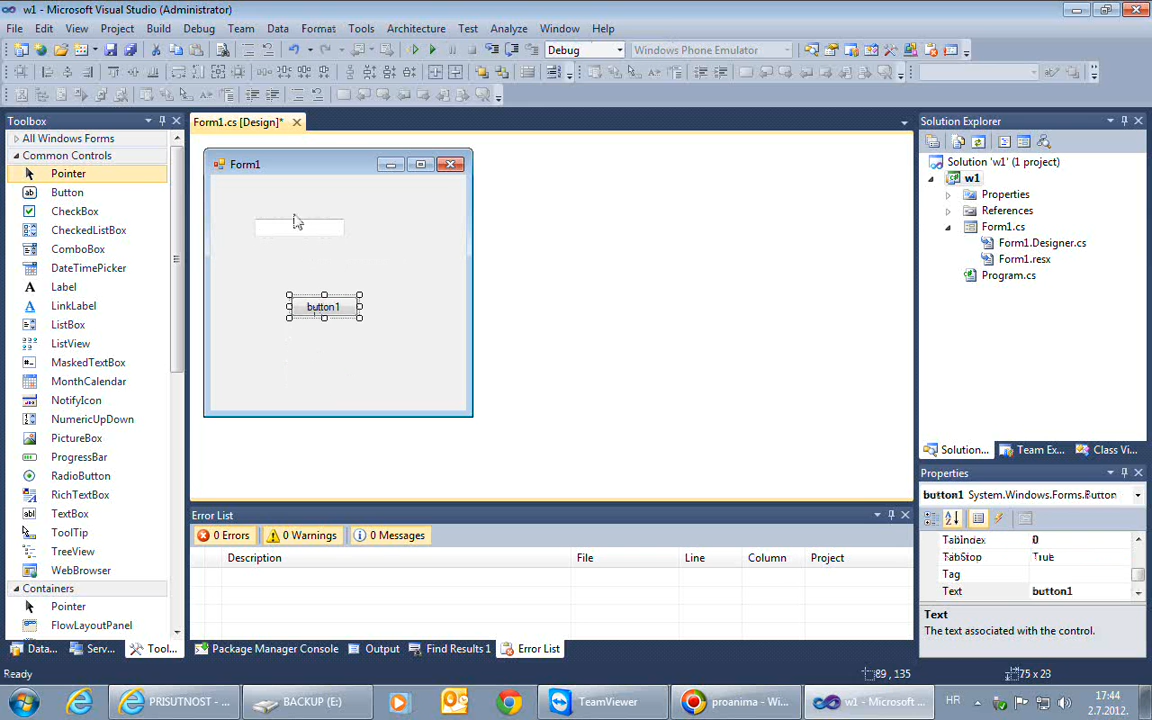 w1 - Microsoft Visual Studio (Administrator)
File Edit View Project Build Debug Team Data Format Tools Architecture Test Analyze Window Help
Debug Windows Phone Emulator
Toolbox
All Windows Forms
Common Controls
Pointer
Button
CheckBox
CheckedListBox
ComboBox
DateTimePicker
Label
LinkLabel
ListBox
ListView
MaskedTextBox
MonthCalendar
NotifyIcon
NumericUpDown
PictureBox
ProgressBar
RadioButton
RichTextBox
TextBox
ToolTip
TreeView
WebBrowser
Containers
Pointer
FlowLayoutPanel
Data... Serv... Tool...
Form1.cs [Design]*
Form1
button1
Error List
0 Errors 0 Warnings 0 Messages
Description File Line Column Project
Package Manager Console Output Find Results 1 Error List
Solution Explorer
Solution 'w1' (1 project)
w1
Properties
References
Form1.cs
Form1.Designer.cs
Form1.resx
Program.cs
Solution... Team Ex... Class Vi...
Properties
button1 System.Windows.Forms.Button
TabIndex 0
TabStop True
Tag
Text button1
Text
The text associated with the control.
Ready 89 , 135 75 x 23
PRISUTNOST - ... BACKUP (E:) TeamViewer proanima - Wi... w1 - Microsoft ... HR 17:44
2.7.2012.